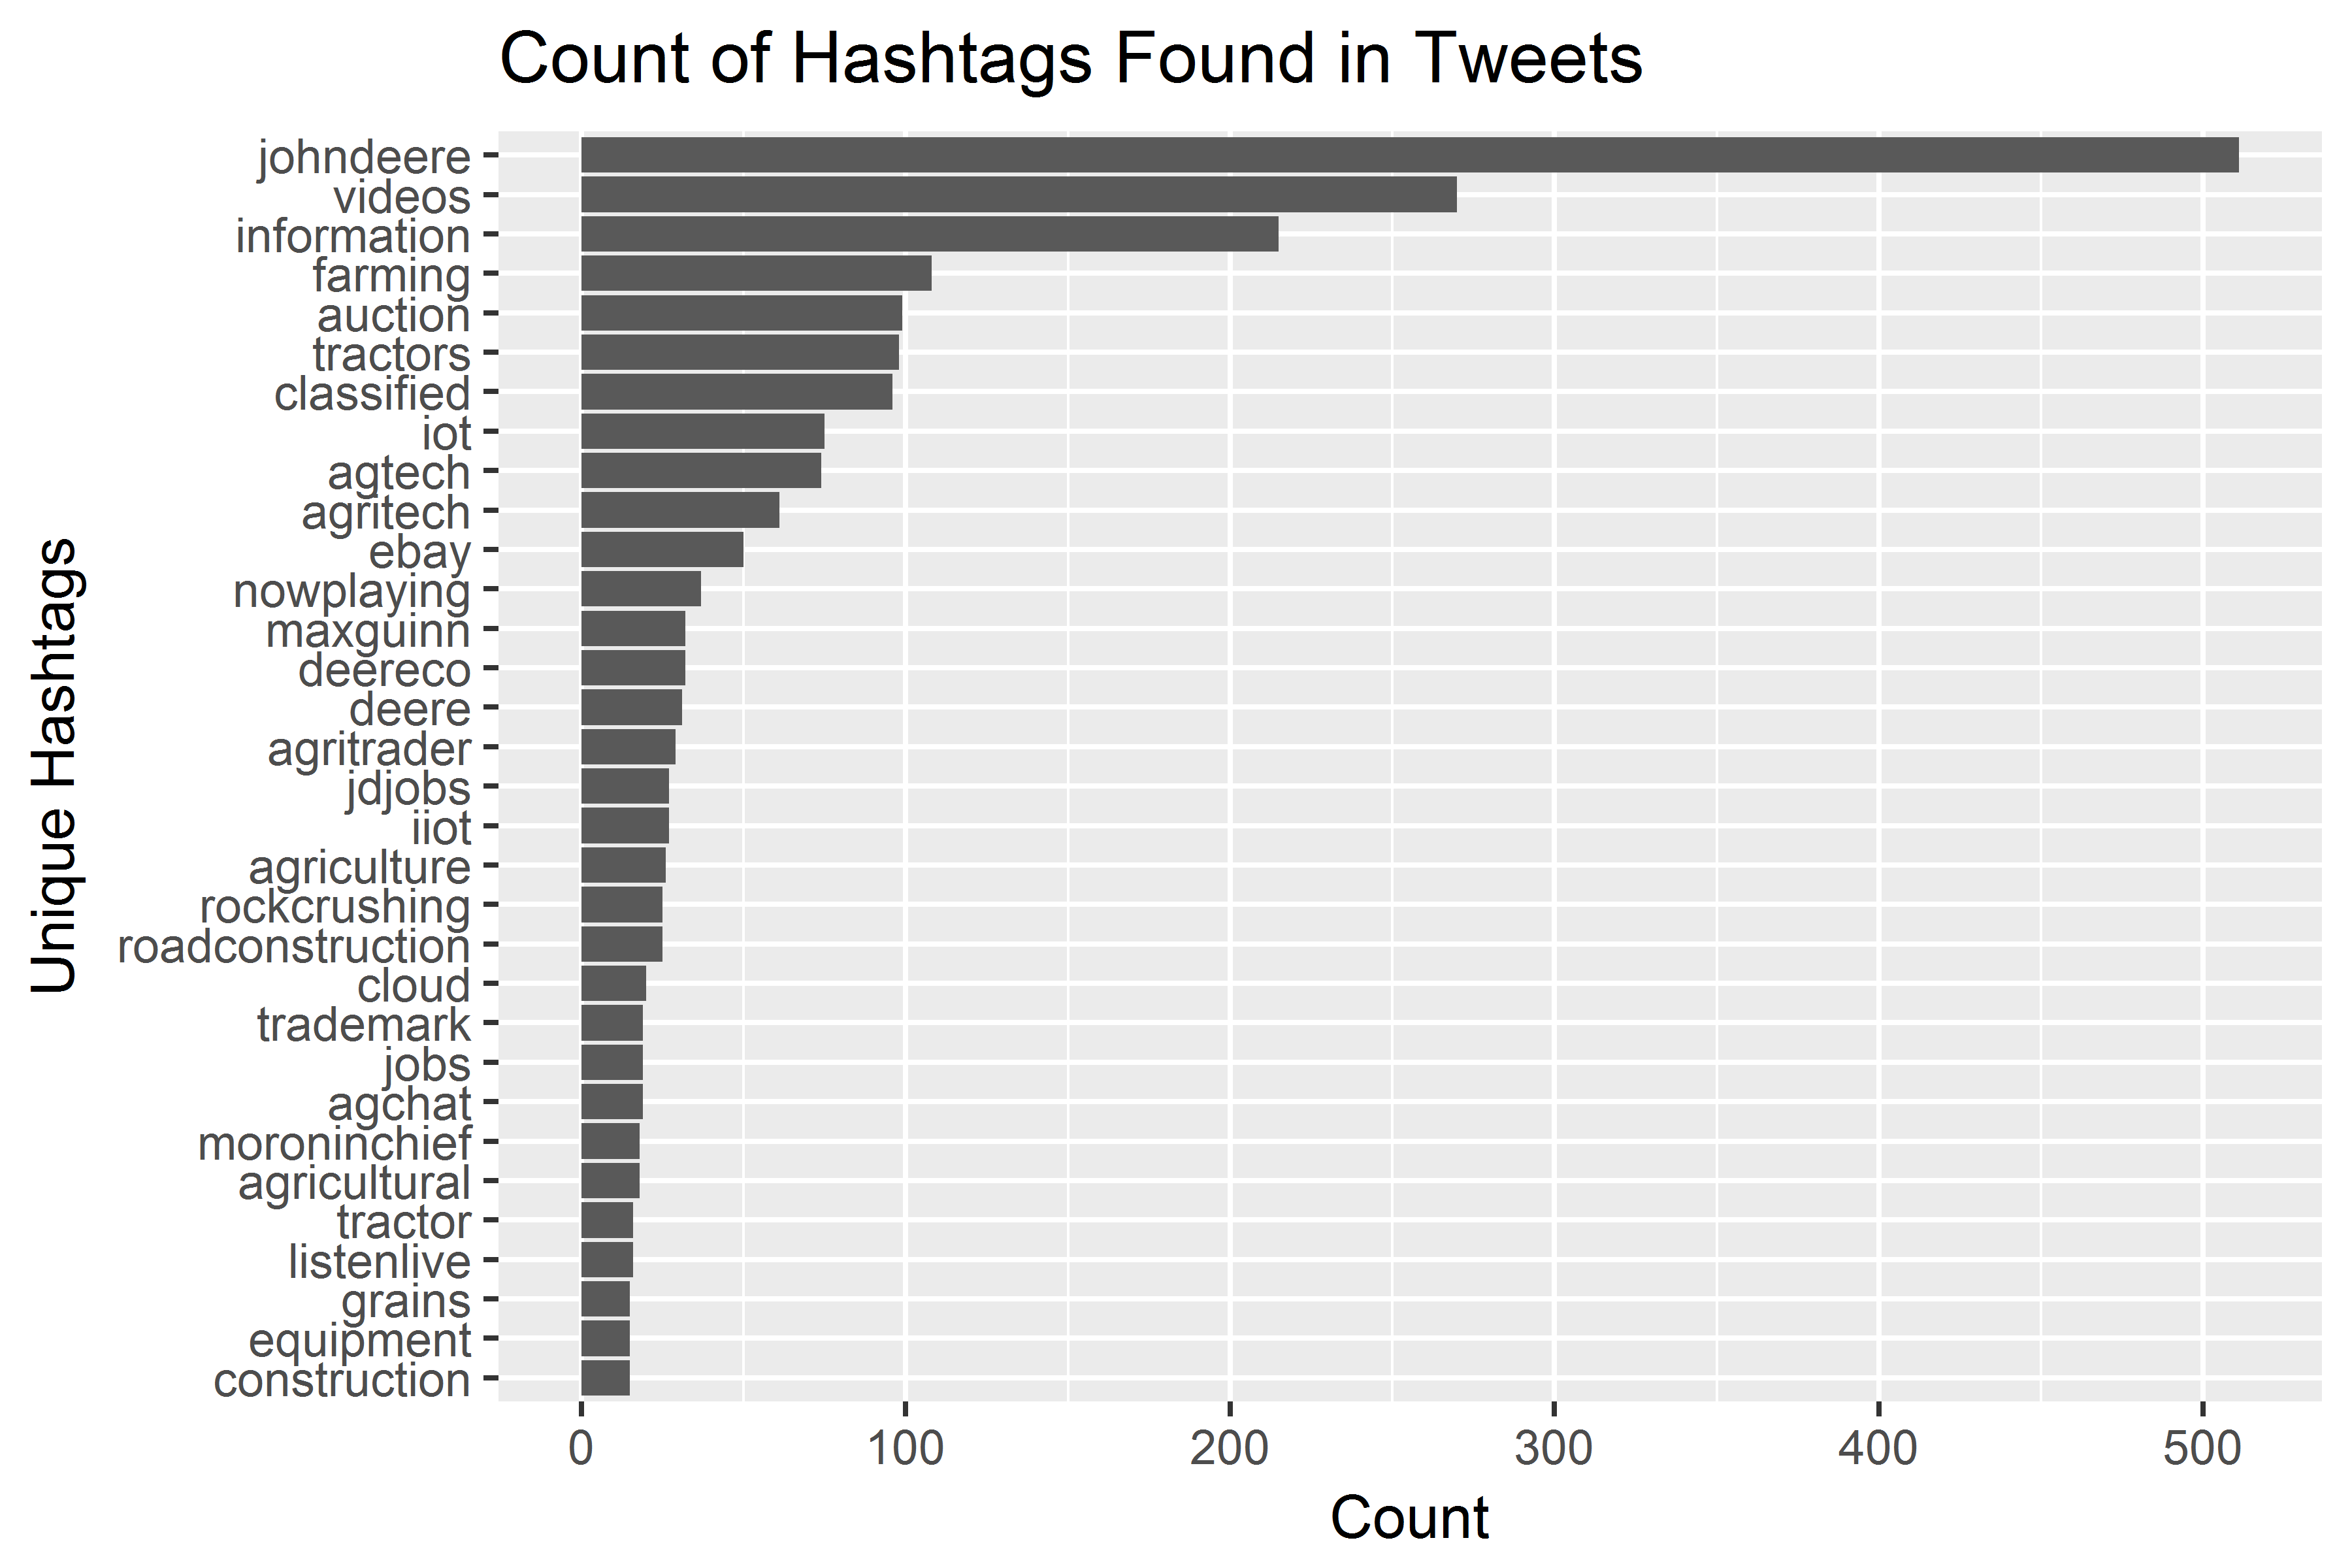 Count of Hashtags Found in Tweets
Unique Hashtags
johndeere
videos
information
farming
auction
tractors
classified
iot
agtech
agritech
ebay
nowplaying
maxguinn
deereco
deere
agritrader
jdjobs
iiot
agriculture
rockcrushing
roadconstruction
cloud
trademark
jobs
agchat
moroninchief
agricultural
tractor
listenlive
grains
equipment
construction
0 100 200 300 400 500
Count